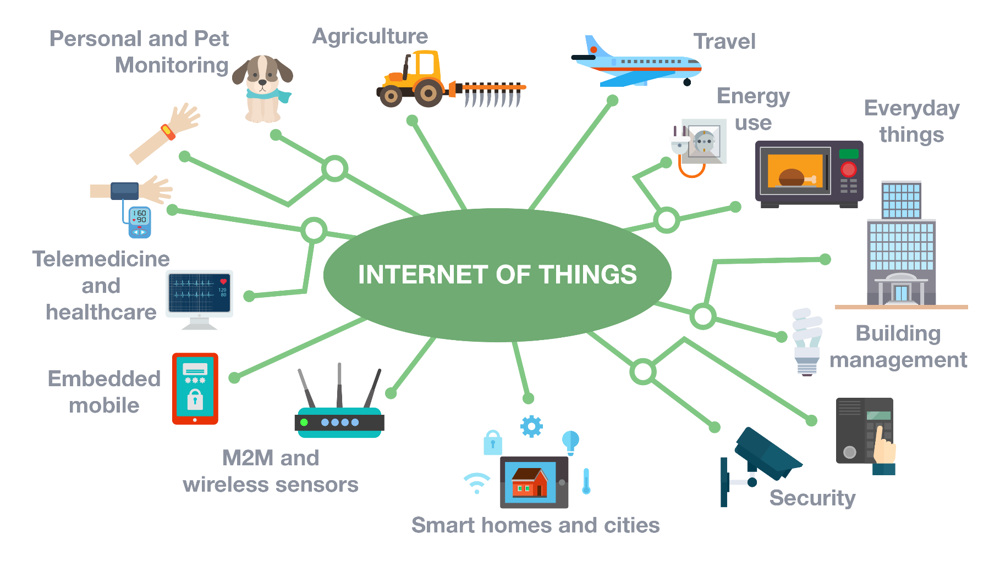 Personal and Pet
Monitoring
Agriculture
Travel
Energy
use
Everyday
things
160
90
Telemedicine
and
healthcare
120
80
INTERNET OF THINGS
Building
management
Embedded
mobile
M2M and
wireless sensors
Smart homes and cities
Security